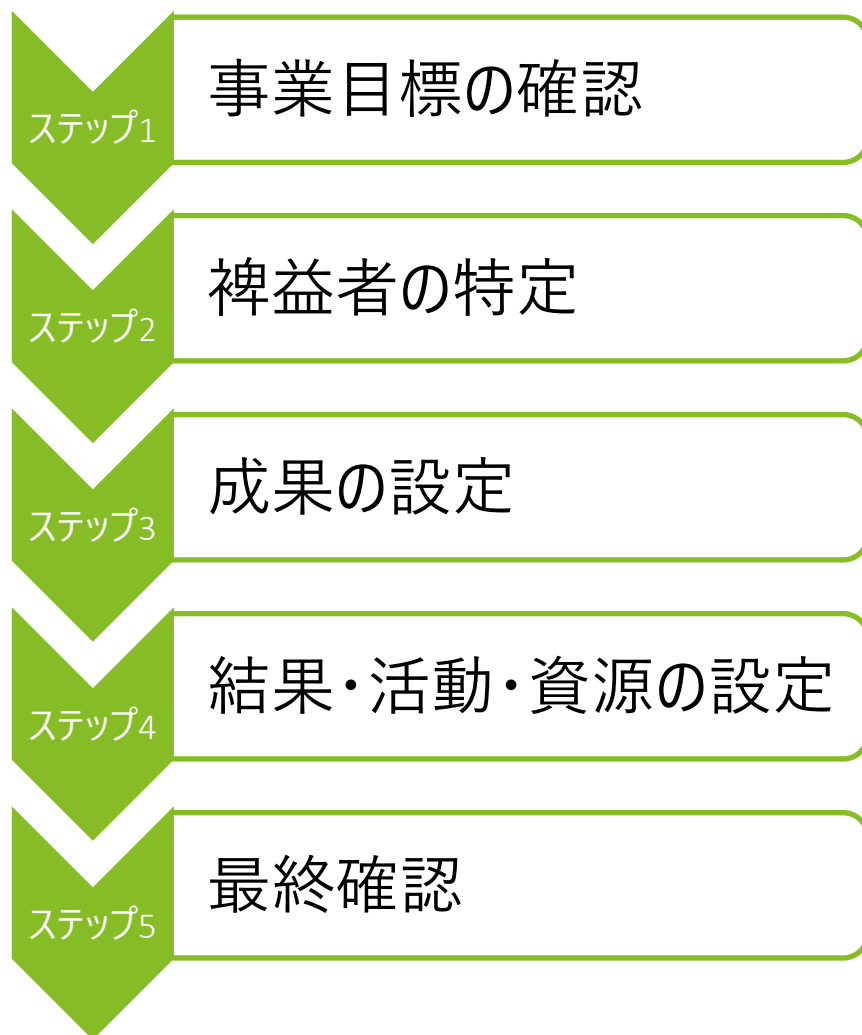 ステップ1
事業目標の確認
ステップ2
裨益者の特定
ステップ3
成果の設定
ステップ4
結果・活動・資源の設定
ステップ5
最終確認